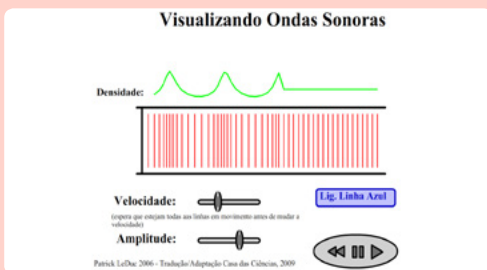 Visualizando Ondas Sonoras
Densidade:
Velocidade:
Lig. Linha Azul
(espera que estejam todas as linhas em movimento antes de mudar a
velocidade)
Amplitude:
Patrick LeDuc 2006 - Tradução/Adaptação Casa das Ciências, 2009